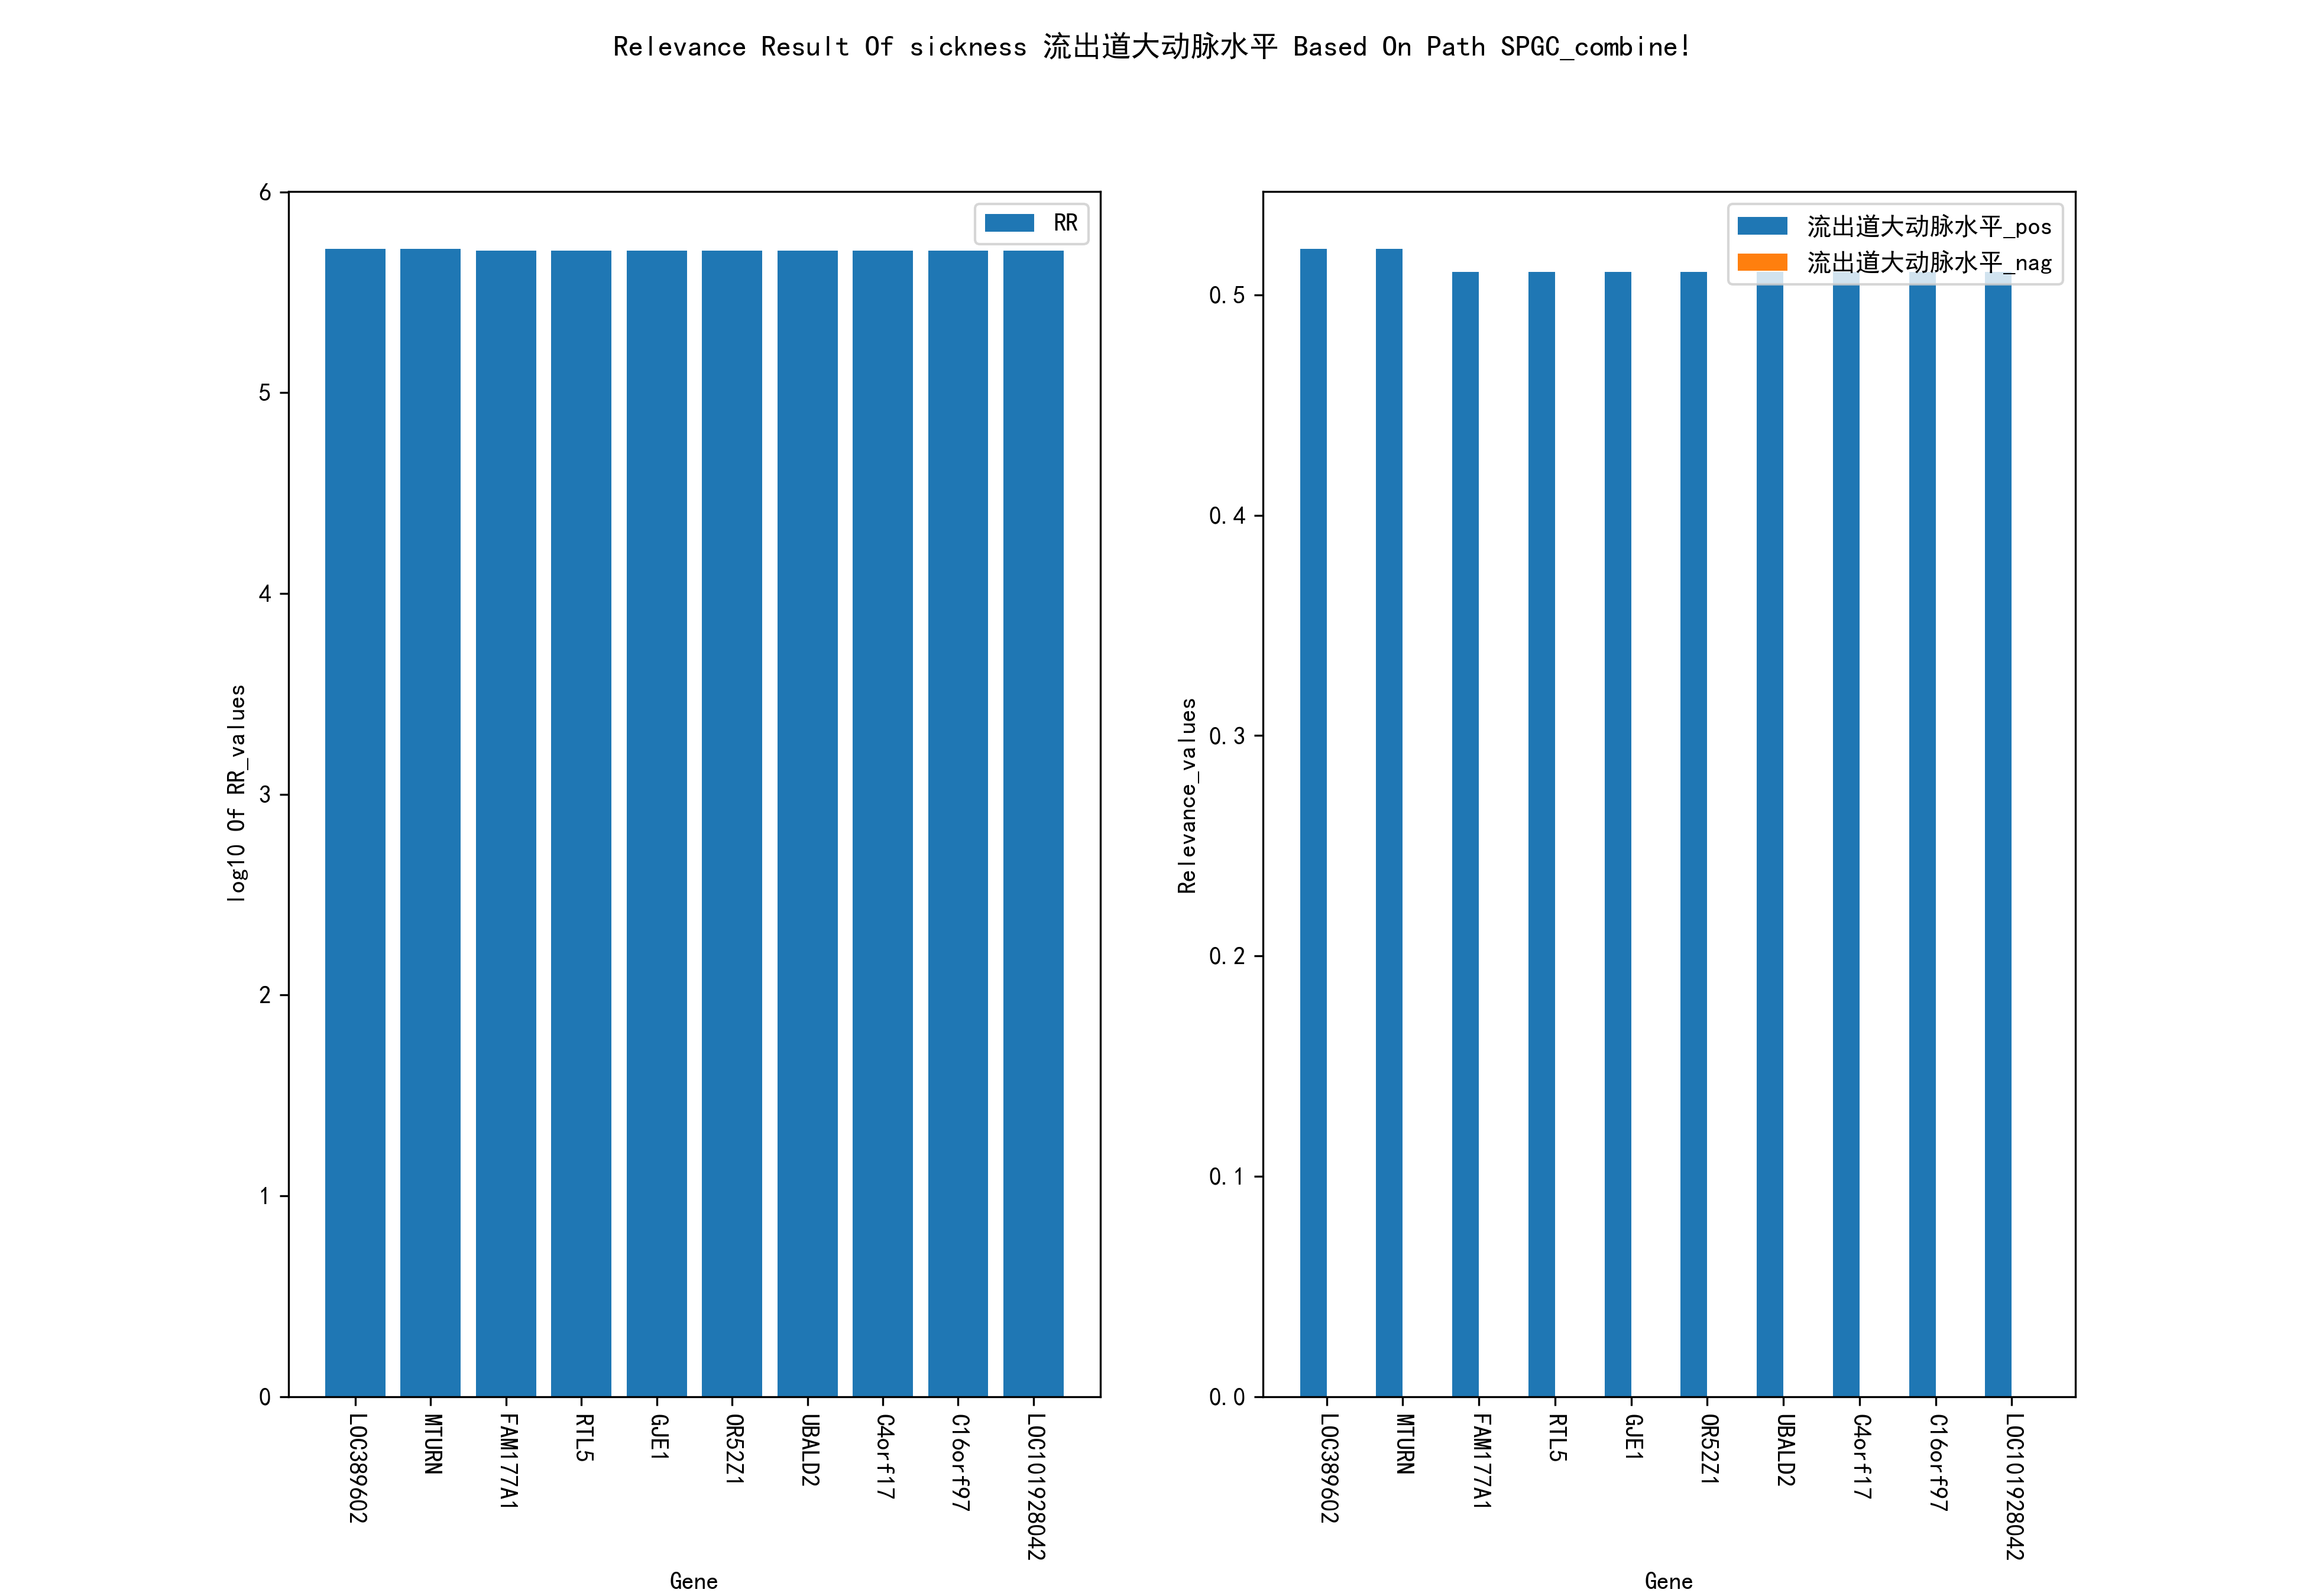 Relevance Result Of sickness 流出道大动脉水平 Based On Path SPGC_combine!
6
5
4
3
2
1
0
log10 Of RR_values
RR
LOC389602
MTURN
FAM177A1
RTL5
GJE1
OR52Z1
UBALD2
C4orf17
C16orf97
LOC101928042
Gene
0.5
0.4
0.3
0.2
0.1
0.0
Relevance_values
流出道大动脉水平_pos
流出道大动脉水平_nag
LOC389602
MTURN
FAM177A1
RTL5
GJE1
OR52Z1
UBALD2
C4orf17
C16orf97
LOC101928042
Gene